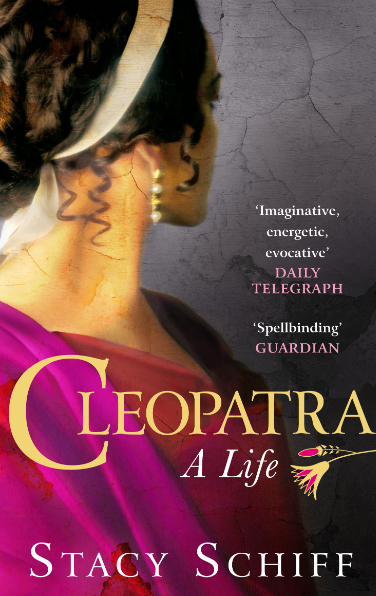 ‘Imaginative,
energetic,
evocative’
DAILY
TELEGRAPH
‘Spellbinding’
GUARDIAN
CLEOPATRA
A Life
STACY SCHIFF